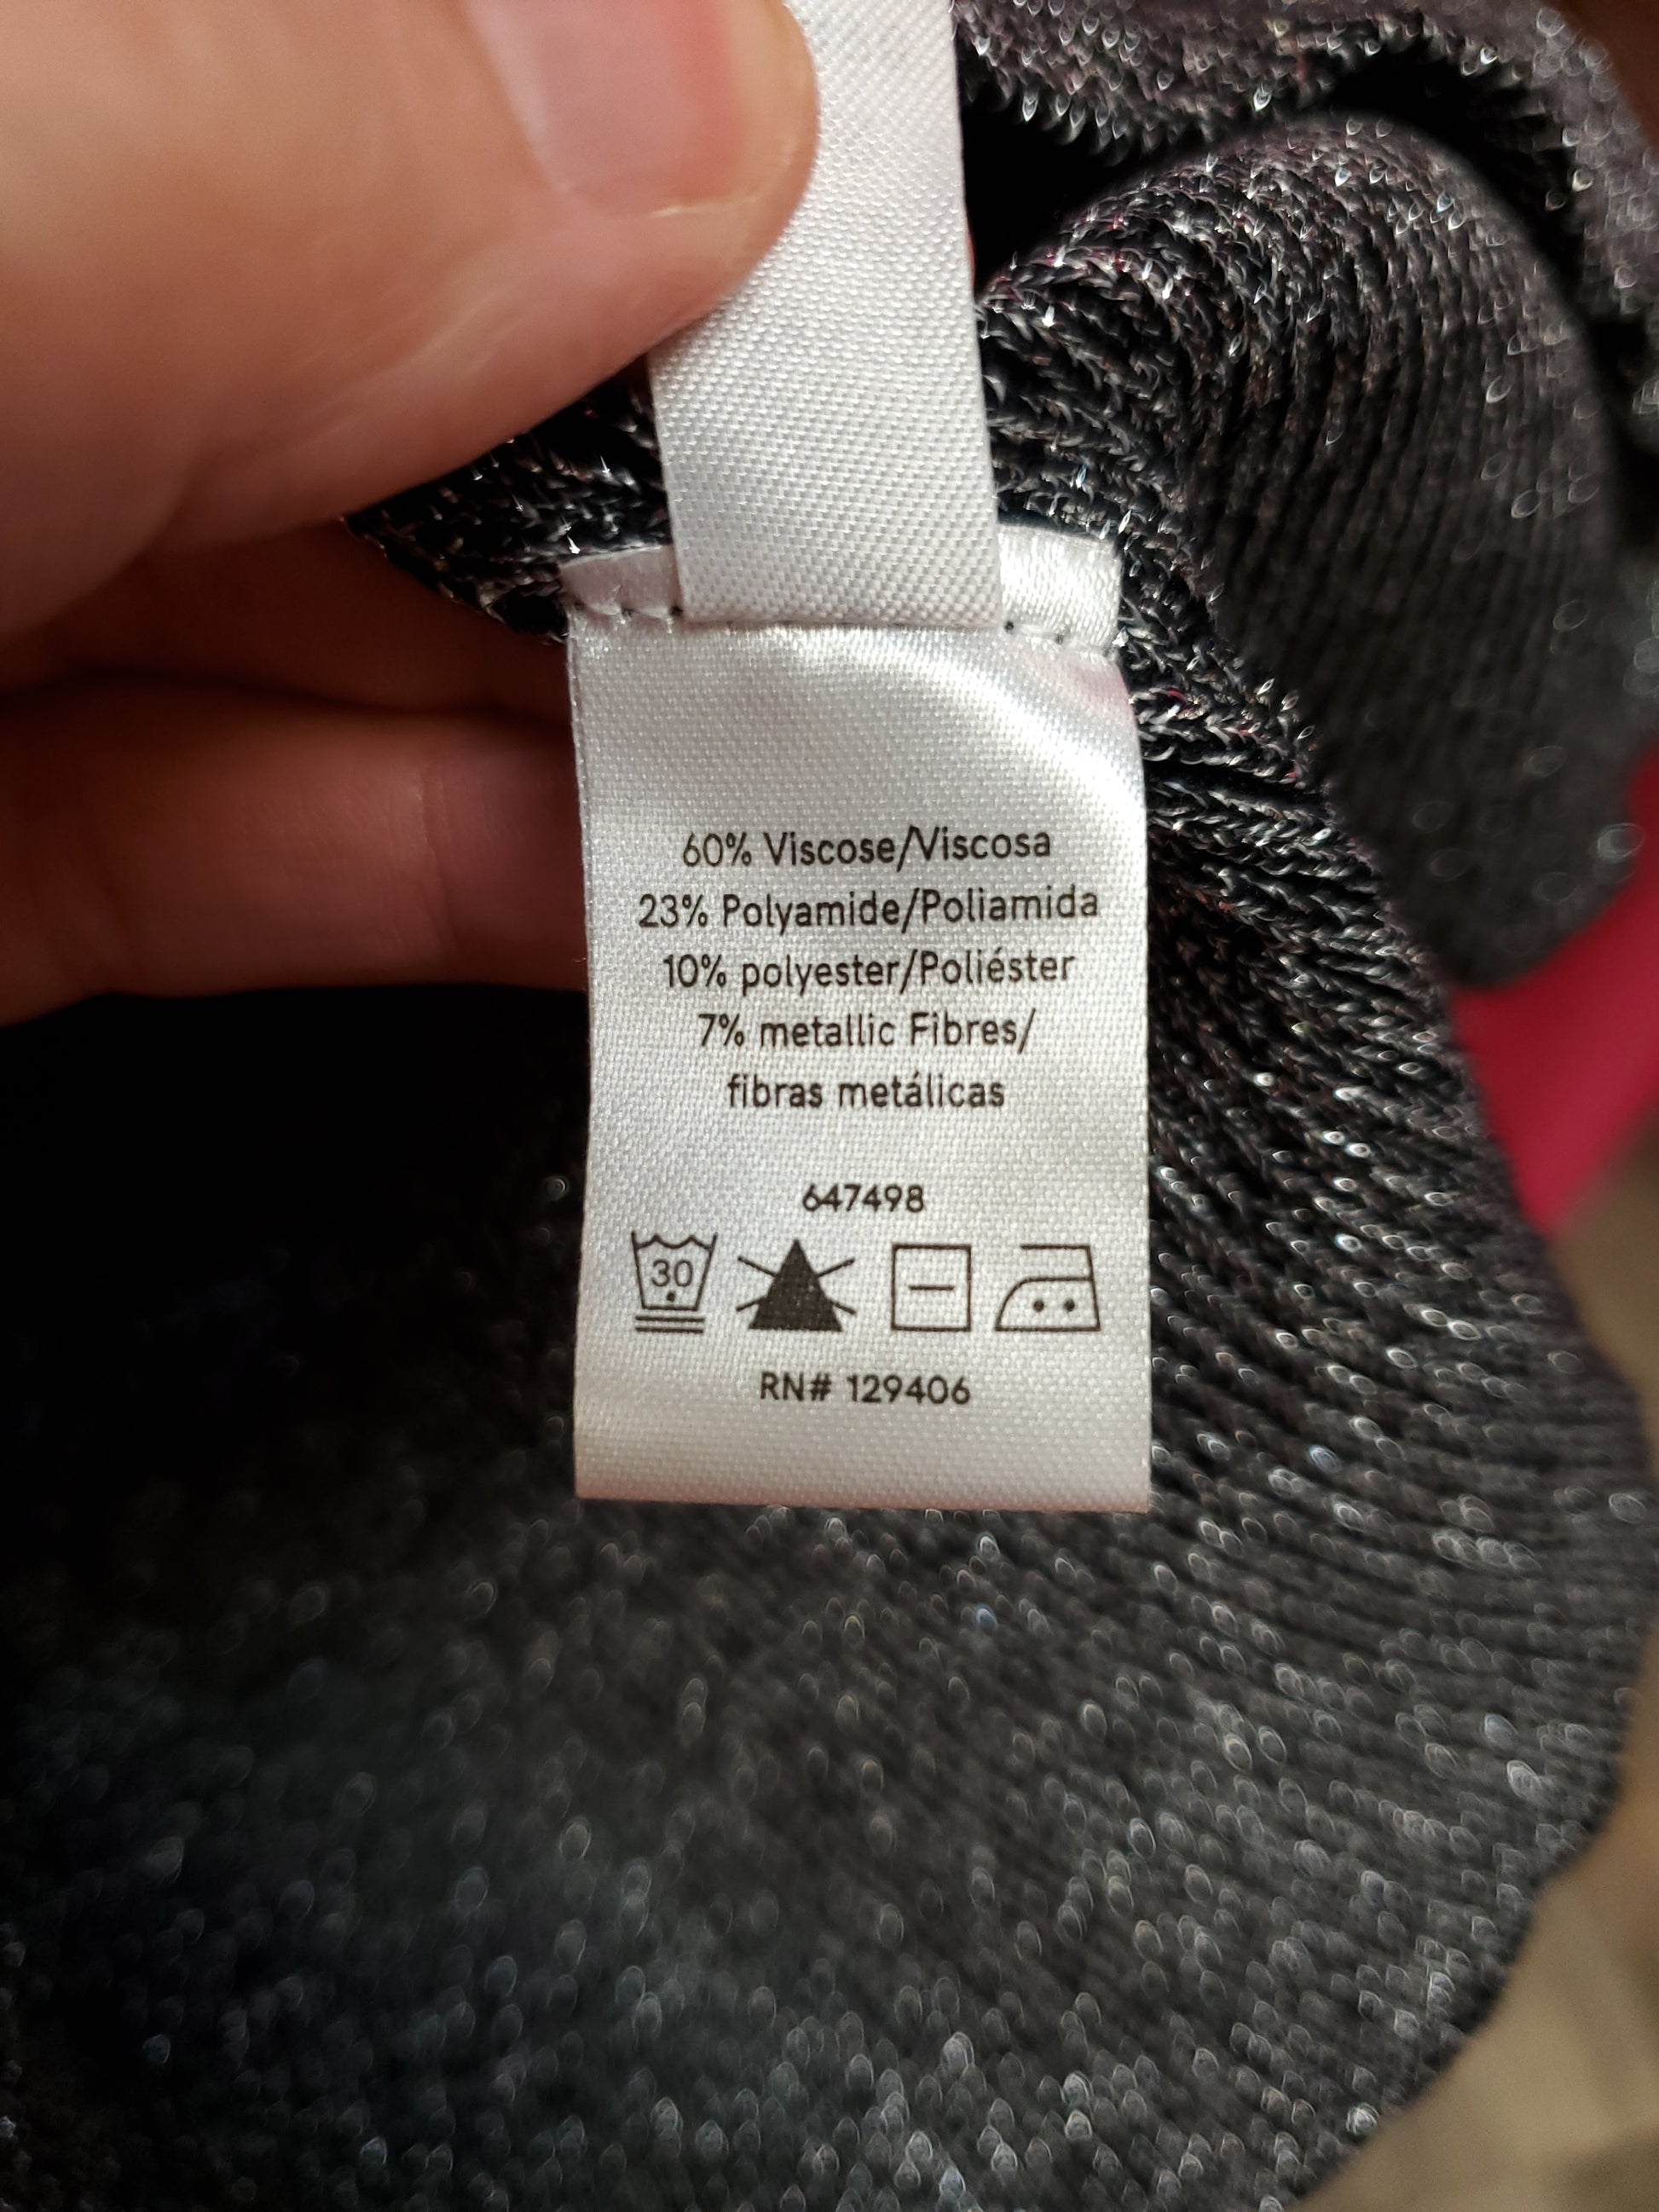 60% Viscose/Viscosa
23% Polyamide/Poliamida
10% polyester/Poliéster
7% metallic Fibres/
fibras metálicas
647498
30
RN# 129406